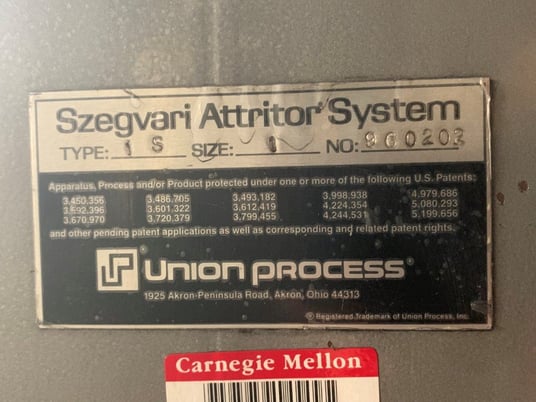 Szegvari Attritor® System
TYPE: 1 S SIZE: 1 NO: 960202
Apparatus, Process and/or Product protected under one or more of the following U.S. Patents:
3,450,356 3,486,705 3,493,182 3,998,938 4,979,686
3,592,396 3,601,322 3,612,419 4,224,354 5,080,293
3,670,970 3,720,379 3,799,455 4,244,531 5,199,656
and other pending patent applications as well as corresponding and related patent rights.
UNION PROCESS®
1925 Akron-Peninsula Road, Akron, Ohio 44313
® Registered Trademark of Union Process, Inc.
Carnegie Mellon